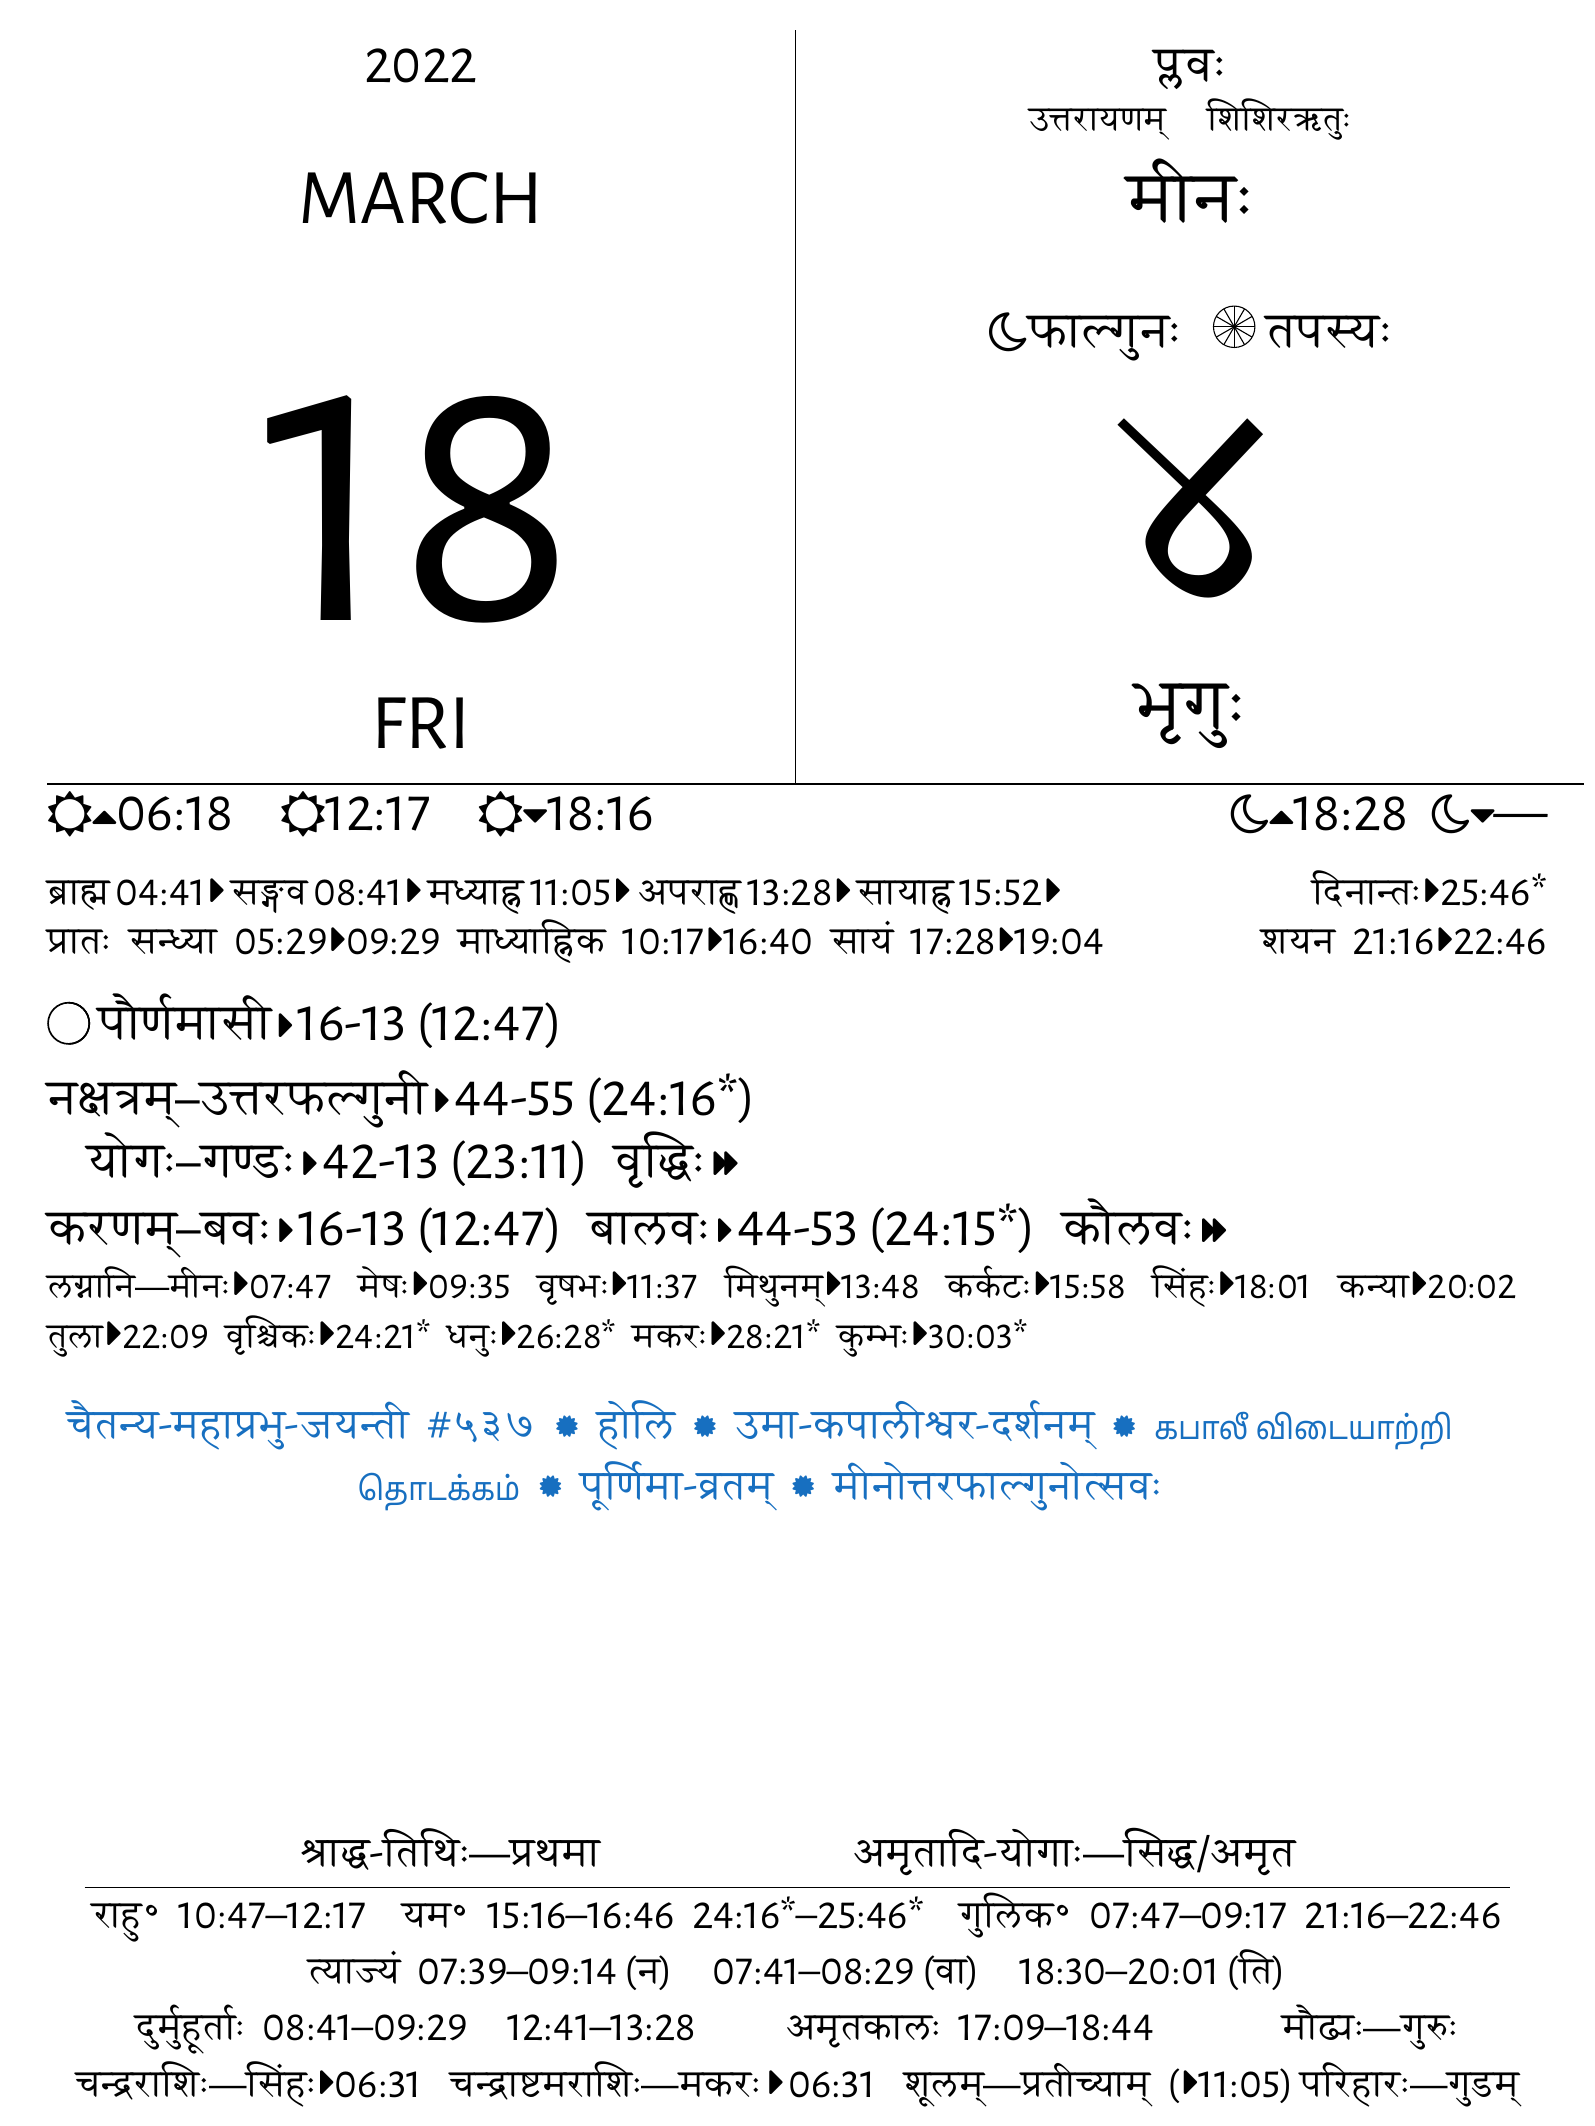 2022
MARCH
18
FRI
प्लवः
उत्तरायणम् शिशिरऋतुः
मीनः
फाल्गुनः तपस्यः
४
भृगुः
06:18 12:17 18:16 18:28 —
ब्राह्म 04:41 सङ्गव 08:41 मध्याह्न 11:05 अपराह्ण 13:28 सायाह्न 15:52 दिनान्तः 25:46*
प्रातः सन्ध्या 05:29 09:29 माध्याह्निक 10:17 16:40 सायं 17:28 19:04 शयन 21:16 22:46
पौर्णमासी 16-13 (12:47)
नक्षत्रम्–उत्तरफल्गुनी 44-55 (24:16*)
योगः–गण्डः 42-13 (23:11) वृद्धिः
करणम्–बवः 16-13 (12:47) बालवः 44-53 (24:15*) कौलवः
लग्नानि—मीनः 07:47 मेषः 09:35 वृषभः 11:37 मिथुनम् 13:48 कर्कटः 15:58 सिंहः 18:01 कन्या 20:02
तुला 22:09 वृश्चिकः 24:21* धनुः 26:28* मकरः 28:21* कुम्भः 30:03*
चैतन्य-महाप्रभु-जयन्ती #५३७ ✹ होलि ✹ उमा-कपालीश्वर-दर्शनम् ✹ கபாலீ விடையாற்றி
தொடக்கம் ✹ पूर्णिमा-व्रतम् ✹ मीनोत्तरफाल्गुनोत्सवः
श्राद्ध-तिथिः—प्रथमा अमृतादि-योगाः—सिद्ध/अमृत
राहु॰ 10:47–12:17 यम॰ 15:16–16:46 24:16*–25:46* गुलिक॰ 07:47–09:17 21:16–22:46
त्याज्यं 07:39–09:14 (न) 07:41–08:29 (वा) 18:30–20:01 (ति)
दुर्मुहूर्ताः 08:41–09:29 12:41–13:28 अमृतकालः 17:09–18:44 मौढ्यः—गुरुः
चन्द्रराशिः—सिंहः 06:31 चन्द्राष्टमराशिः—मकरः 06:31 शूलम्—प्रतीच्याम् (11:05) परिहारः—गुडम्